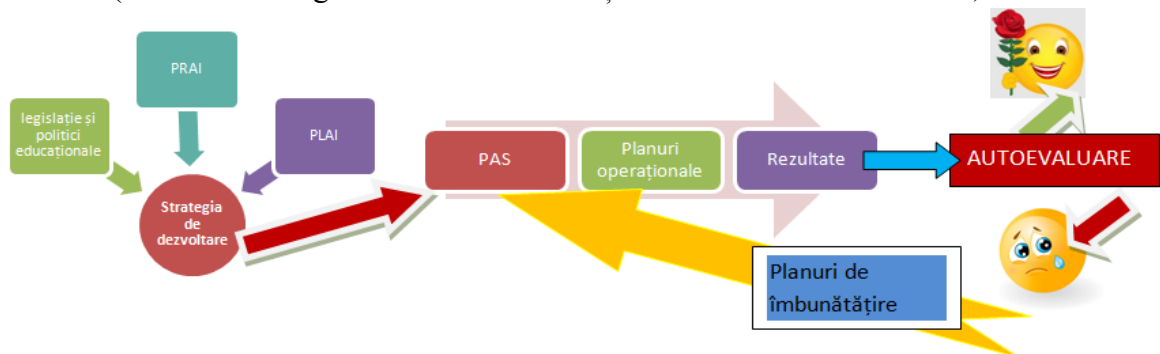 PRAI
legislație și
politici
educaționale
PLAI
Strategia
de
dezvoltare
PAS
Planuri
operaționale
Rezultate
AUTOEVALUARE
Planuri de
îmbunătățire